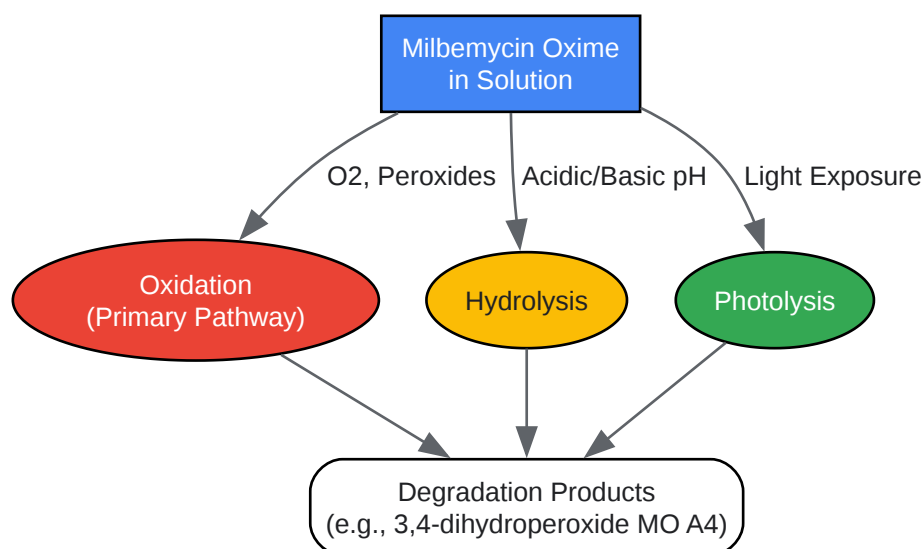 Milbemycin Oxime
in Solution
O2, Peroxides
Acidic/Basic pH
Light Exposure
Oxidation
(Primary Pathway)
Hydrolysis
Photolysis
Degradation Products
(e.g., 3,4-dihydroperoxide MO A4)